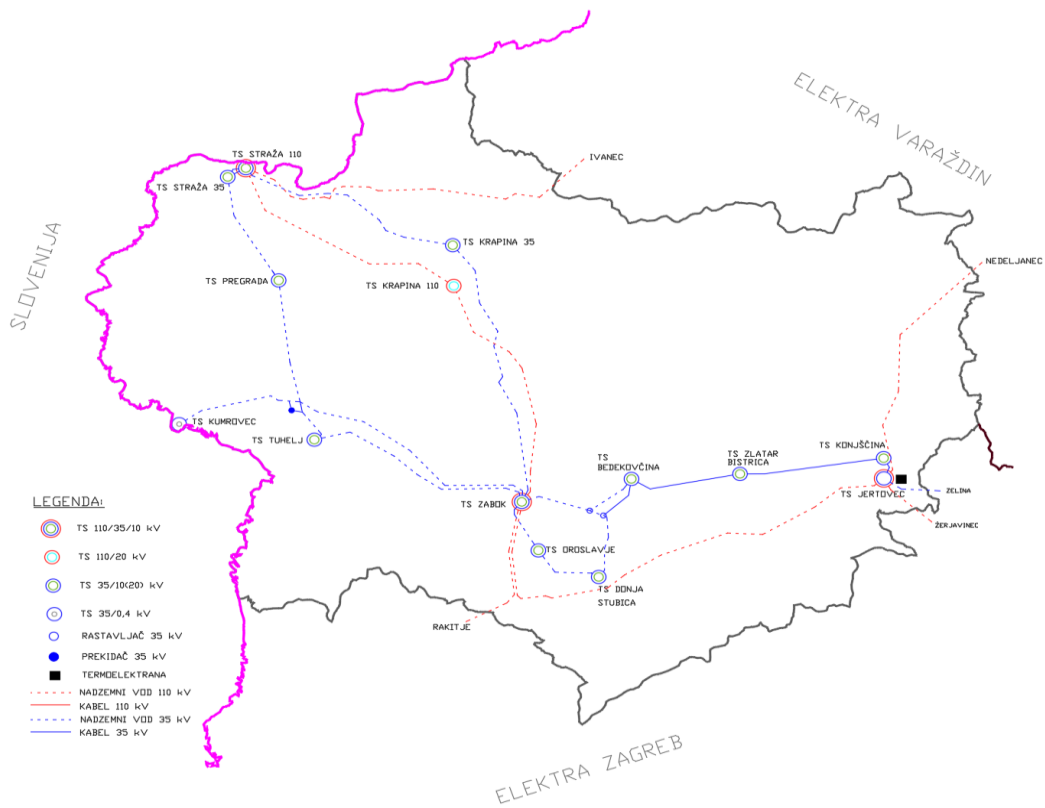 ELEKTRA VARAŽDIN
TS STRAŽA 110
IVANEC
TS STRAŽA 35
SLOVENIJA
TS KRAPINA 35
NEDELJANEC
TS PREGRADA
TS KRAPINA 110
TS KUMROVEC
TS TUHELJ
TS KONJŠČINA
TS
BEDEKOVČINA
TS ZLATAR
BISTRICA
TS JERTOVEC
ZELINA
TS ZABOK
ŽERJAVINEC
TS OROSLAVJE
TS DONJA
STUBICA
RAKITJE
LEGENDA:
TS 110/35/10 kV
TS 110/20 kV
TS 35/10(20) kV
TS 35/0,4 kV
RASTAVLJAČ 35 kV
PREKIDAČ 35 kV
TERMOELEKTRANA
NADZEMNI VOD 110 kV
KABEL 110 kV
NADZEMNI VOD 35 kV
KABEL 35 kV
ELEKTRA ZAGREB